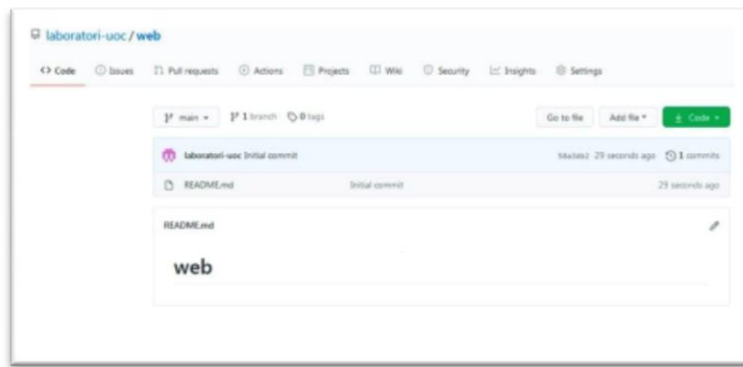 laboratori-uoc / web
<> Code Issues Pull requests Actions Projects Wiki Security Insights Settings
main 1 branch 0 tags Go to file Add file Code
laboratori-uoc Initial commit 29 seconds ago 1 commits
README.md Initial commit 29 seconds ago
README.md
web